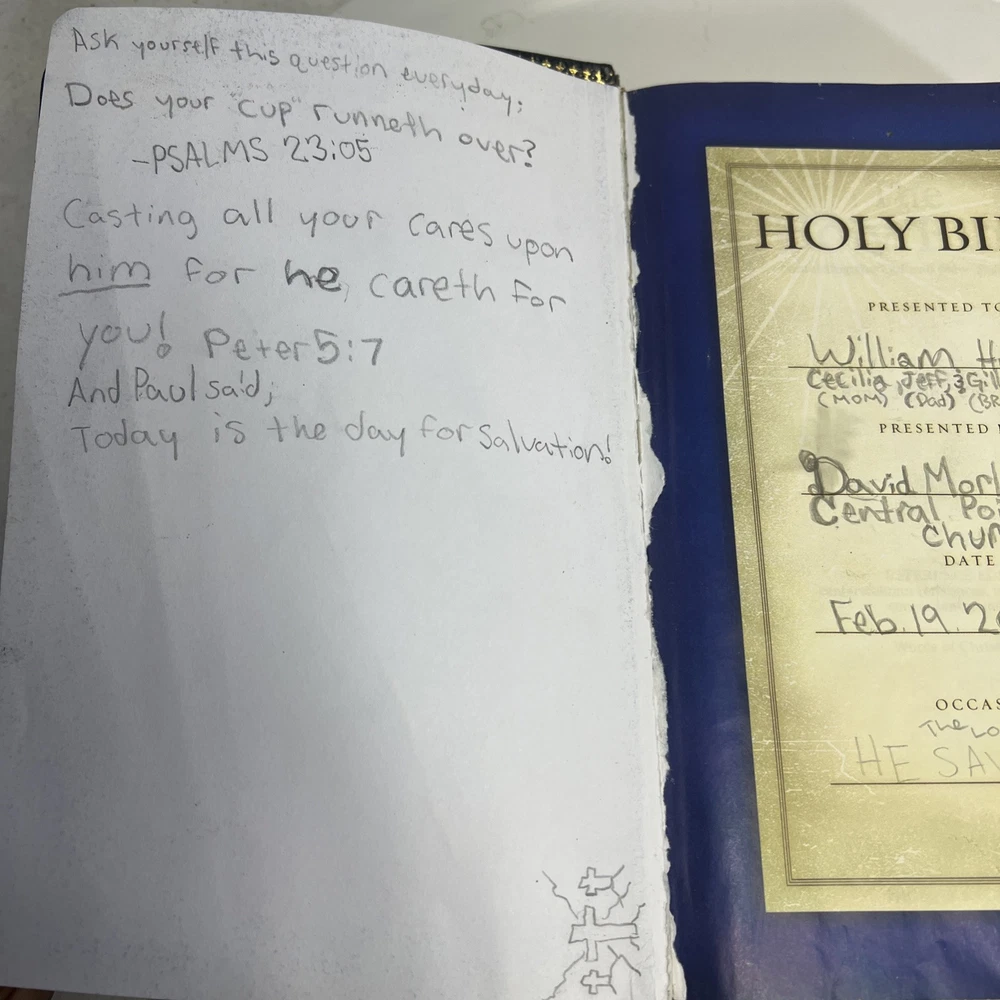 Ask yourself this question everyday;
Does your "cup" runneth over?
-PSALMS 23:05
Casting all your cares upon
him for he, careth for
you! Peter 5:7
And Paul said;
Today is the day for salvation!
HOLY BI
PRESENTED TO
William H
Cecilia, Jeff, & Gil
(MOM) (Dad) (BR
PRESENTED
David Morl
Central Poi
Chur
DATE
Feb. 19. 20
OCCAS
The Lo
HE SAV